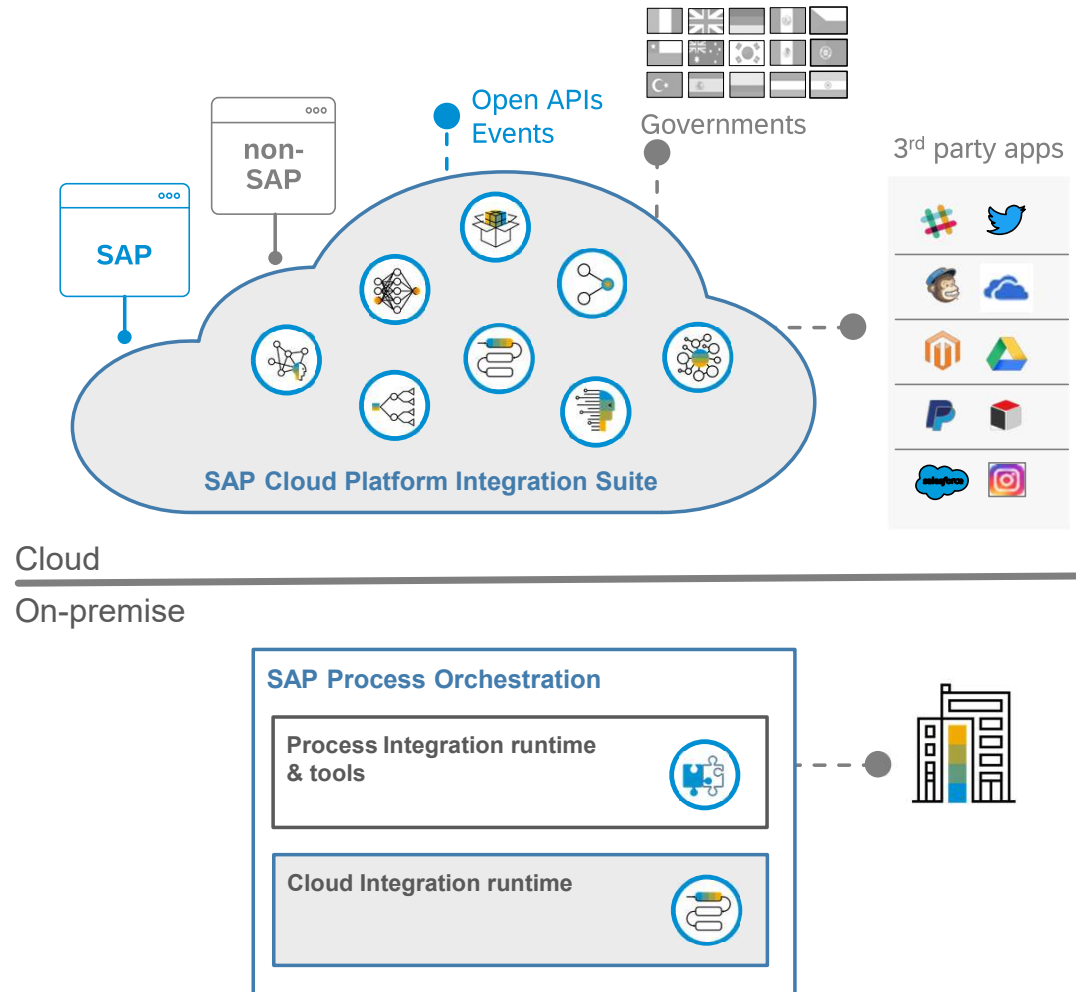 Open APIs
Events
Governments
non-
SAP
3rd party apps
SAP
salesforce
SAP Cloud Platform Integration Suite
Cloud
On-premise
SAP Process Orchestration
Process Integration runtime
& tools
Cloud Integration runtime